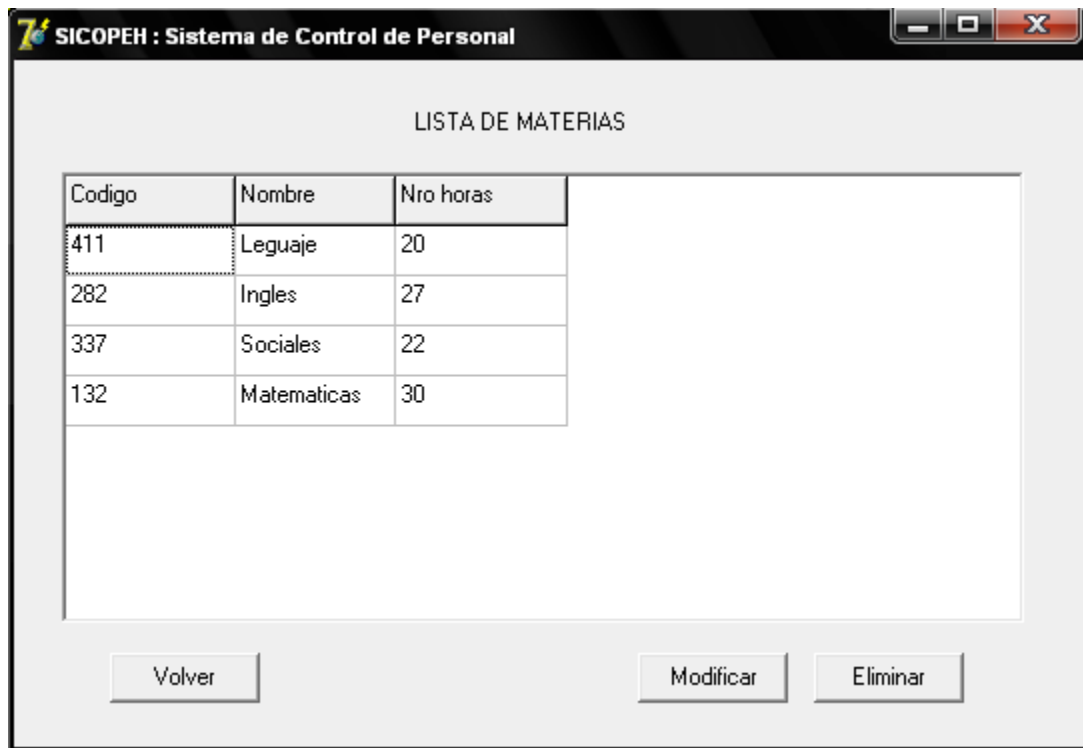 SICOPEH : Sistema de Control de Personal
LISTA DE MATERIAS
Codigo Nombre Nro horas
411 Leguaje 20
282 Ingles 27
337 Sociales 22
132 Matematicas 30
Volver Modificar Eliminar